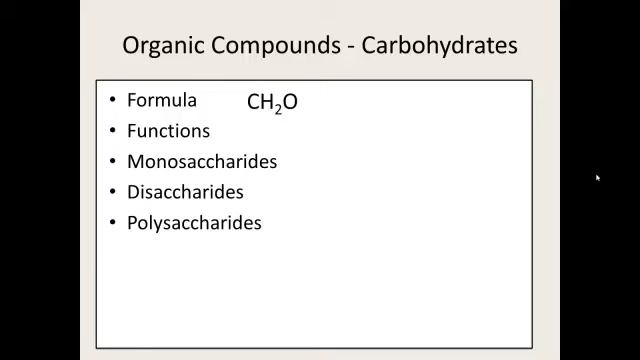 Organic Compounds - Carbohydrates
• Formula CH₂O
• Functions
• Monosaccharides
• Disaccharides
• Polysaccharides